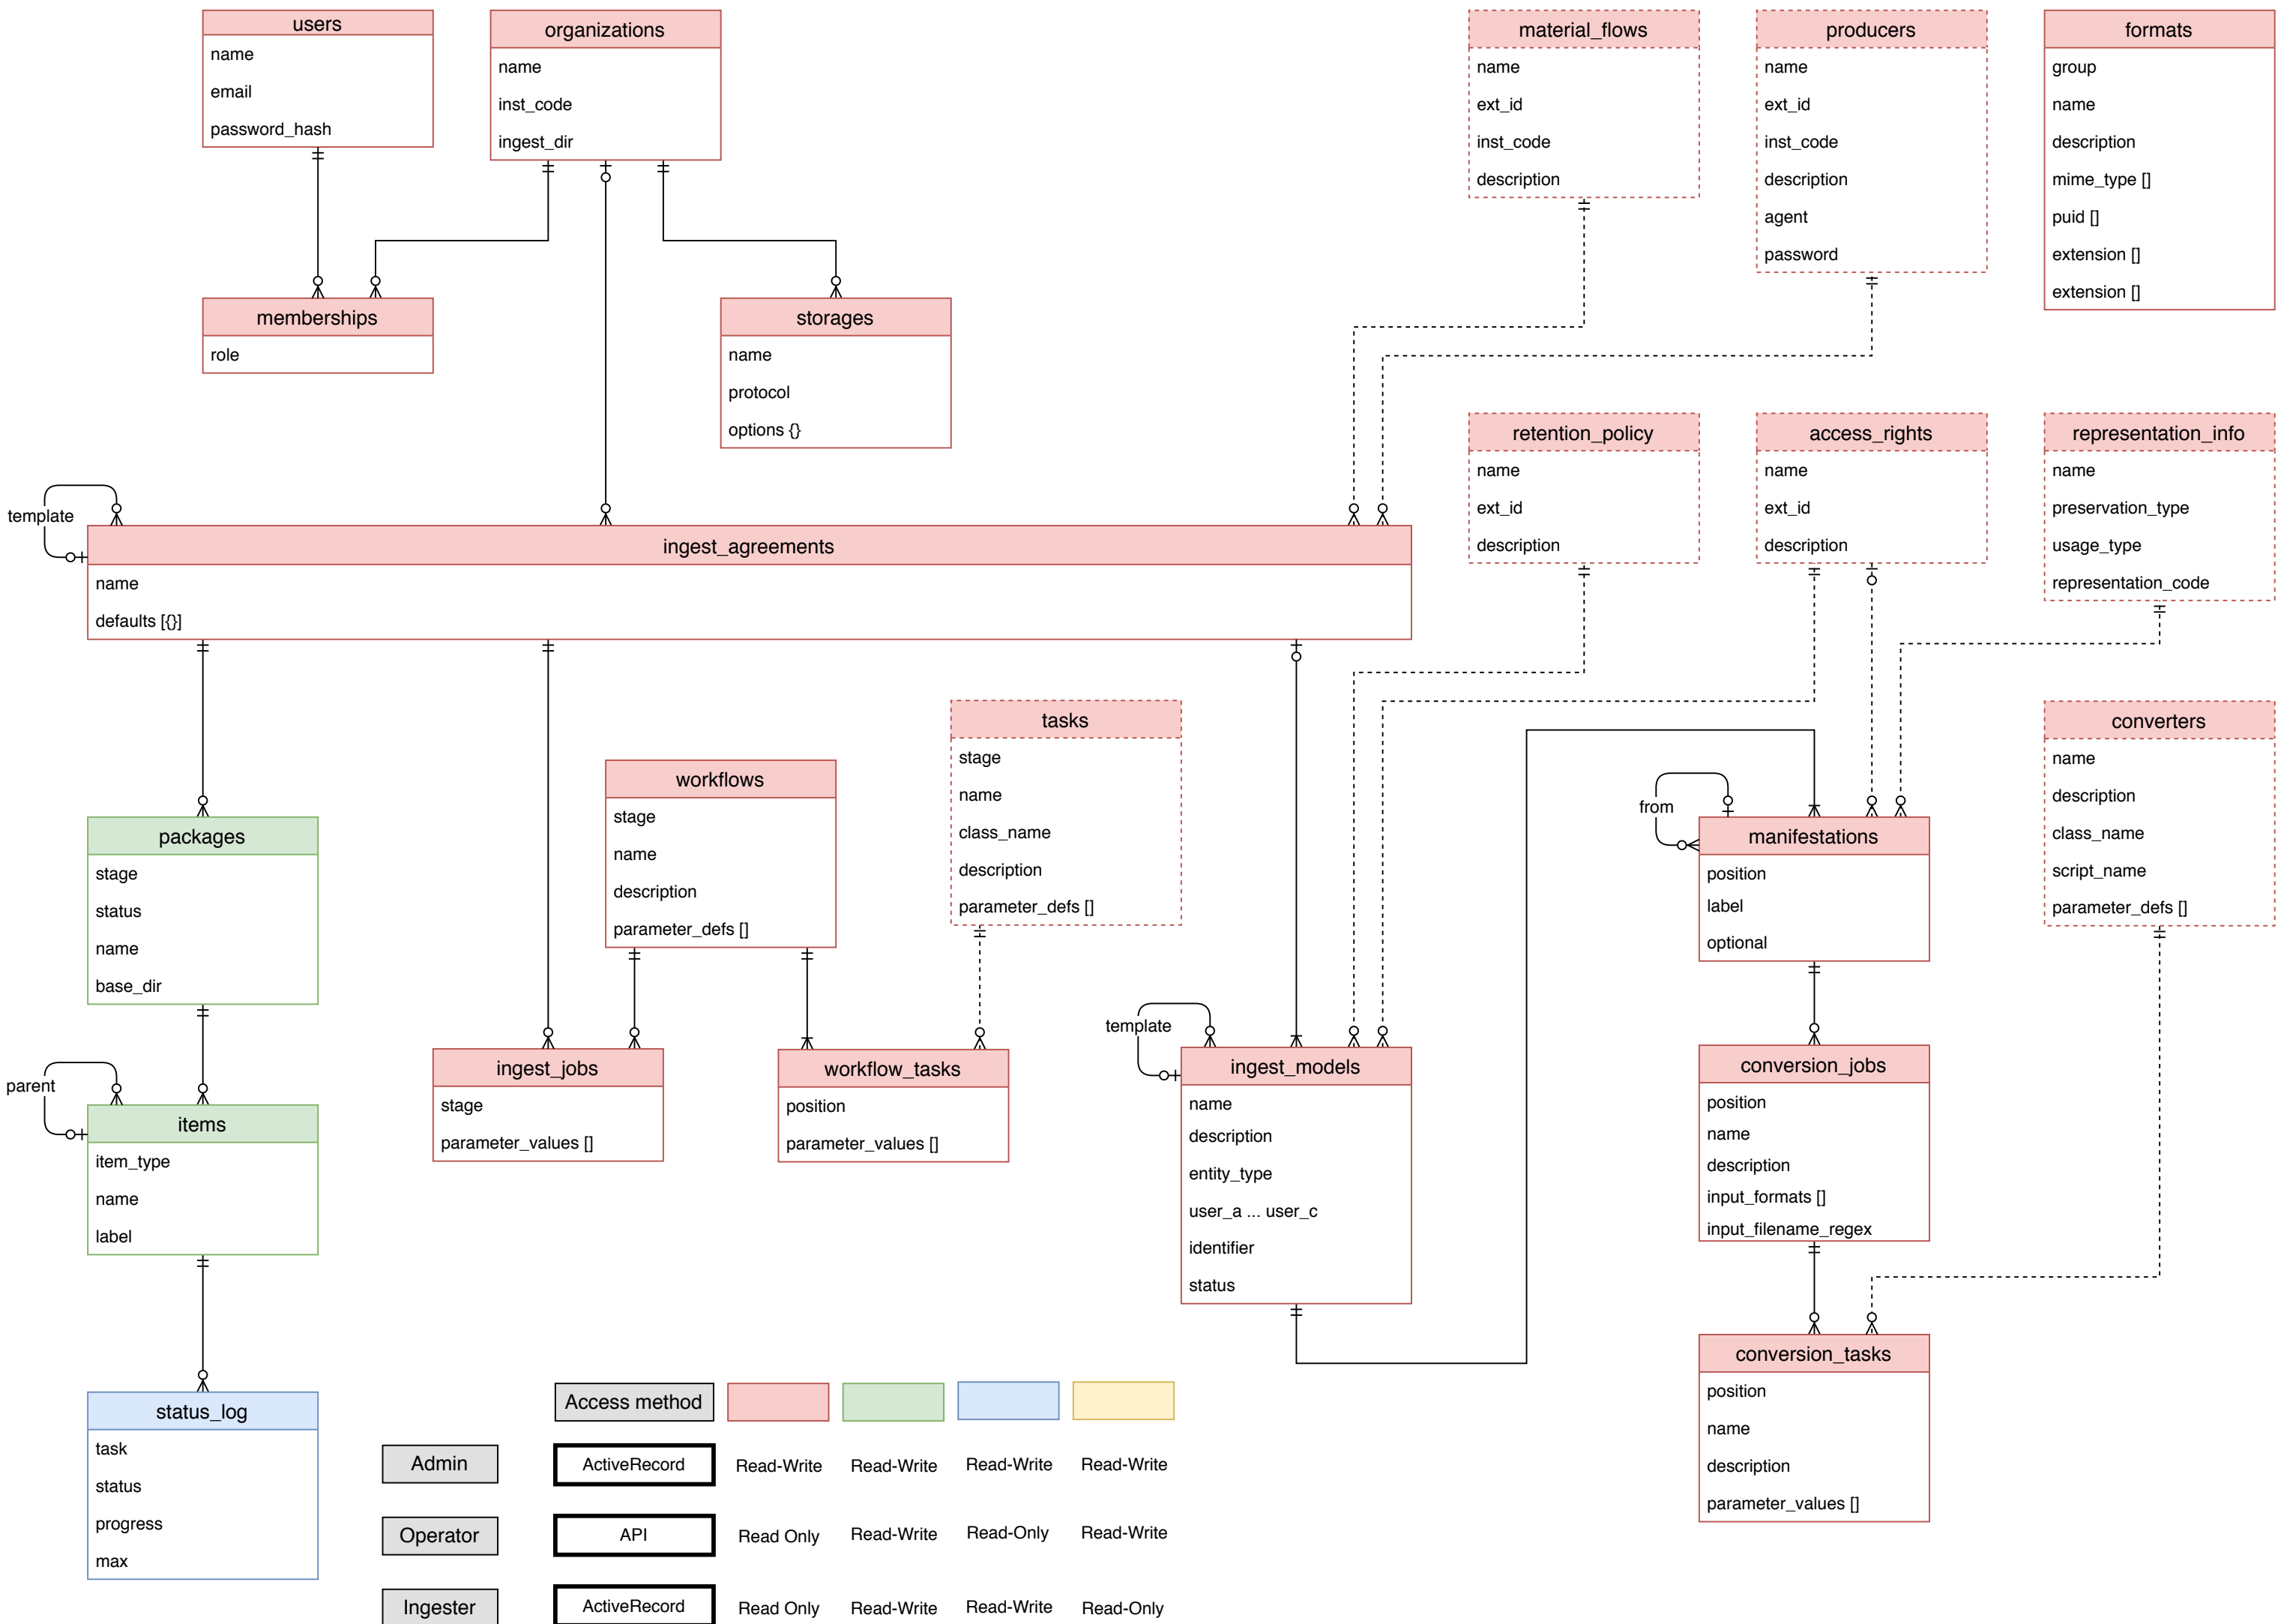 users
name
email
password_hash
organizations
name
inst_code
ingest_dir
material_flows
name
ext_id
inst_code
description
producers
name
ext_id
inst_code
description
agent
password
formats
group
name
description
mime_type []
puid []
extension []
extension []
memberships
role
storages
name
protocol
options {}
retention_policy
name
ext_id
description
access_rights
name
ext_id
description
representation_info
name
preservation_type
usage_type
representation_code
template
ingest_agreements
name
defaults [{}]
packages
stage
status
name
base_dir
workflows
stage
name
description
parameter_defs []
tasks
stage
name
class_name
description
parameter_defs []
from
manifestations
position
label
optional
converters
name
description
class_name
script_name
parameter_defs []
parent
items
item_type
name
label
ingest_jobs
stage
parameter_values []
workflow_tasks
position
parameter_values []
template
ingest_models
name
description
entity_type
user_a ... user_c
identifier
status
conversion_jobs
position
name
description
input_formats []
input_filename_regex
conversion_tasks
position
name
description
parameter_values []
status_log
task
status
progress
max
Access method
Admin ActiveRecord Read-Write Read-Write Read-Write Read-Write
Operator API Read Only Read-Write Read-Only Read-Write
Ingester ActiveRecord Read Only Read-Write Read-Write Read-Only